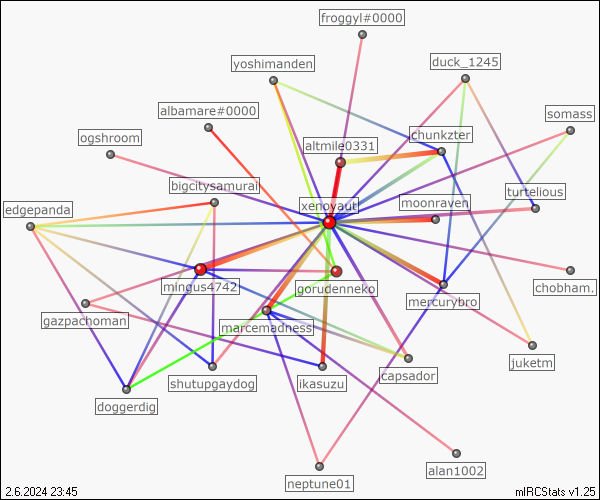 froggyl#0000
yoshimanden
duck_1245
albamare#0000
somass
ogshroom
altmile0331
chunkzter
bigcitysamurai
xenoyaut
moonraven
turtelious
edgepanda
mingus4742
gorudenneko
chobham.
gazpachoman
marcemadness
mercurybro
juketm
shutupgaydog
ikasuzu
capsador
doggerdig
alan1002
neptune01
2.6.2024 23:45
mIRCStats v1.25